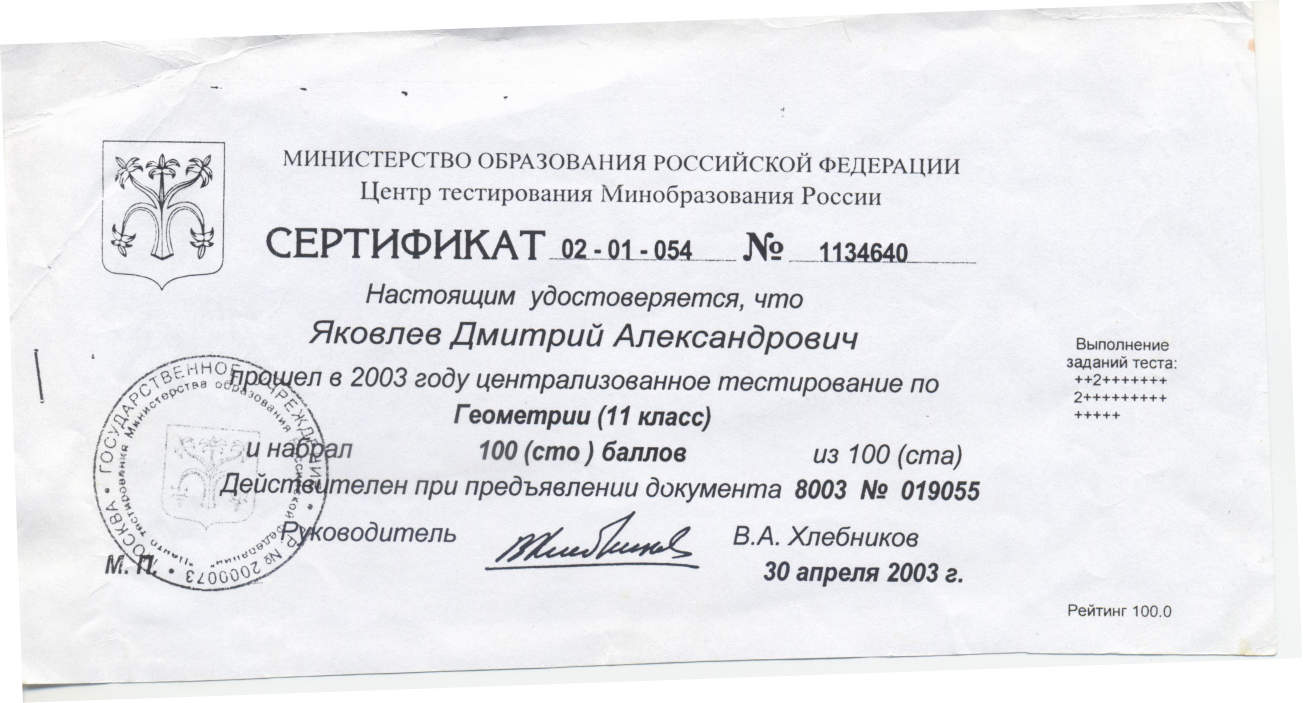 МИНИСТЕРСТВО ОБРАЗОВАНИЯ РОССИЙСКОЙ ФЕДЕРАЦИИ
Центр тестирования Минобразования России
СЕРТИФИКАТ 02 - 01 - 054 № 1134640
Настоящим удостоверяется, что
Яковлев Дмитрий Александрович
прошел в 2003 году централизованное тестирование по
Геометрии (11 класс)
и набрал 100 (сто ) баллов из 100 (ста)
Действителен при предъявлении документа 8003 № 019055
Руководитель В.А. Хлебников
30 апреля 2003 г.
М. П.
Выполнение
заданий теста:
++2+++++++
2+++++++++
+++++
Рейтинг 100.0
ГОСУДАРСТВЕННОЕ УЧРЕЖДЕНИЕ • Р № 2000073 • МОСКВА •
Центр тестирования Министерства образования Российской Федерации